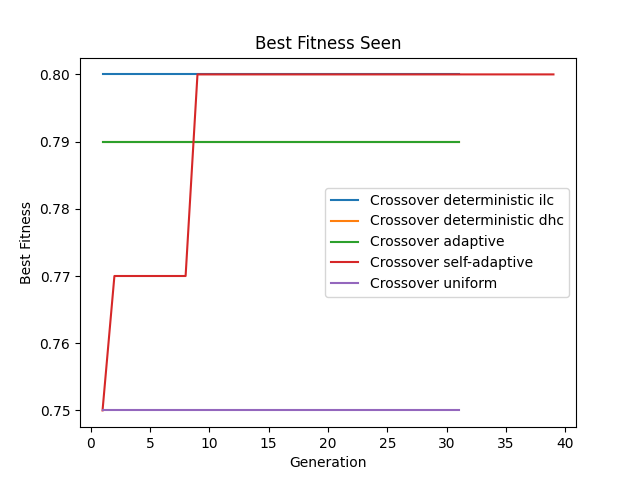 Best Fitness Seen
0.80
0.79
0.78
0.77
0.76
0.75
Best Fitness
Crossover deterministic ilc
Crossover deterministic dhc
Crossover adaptive
Crossover self-adaptive
Crossover uniform
0 5 10 15 20 25 30 35 40
Generation